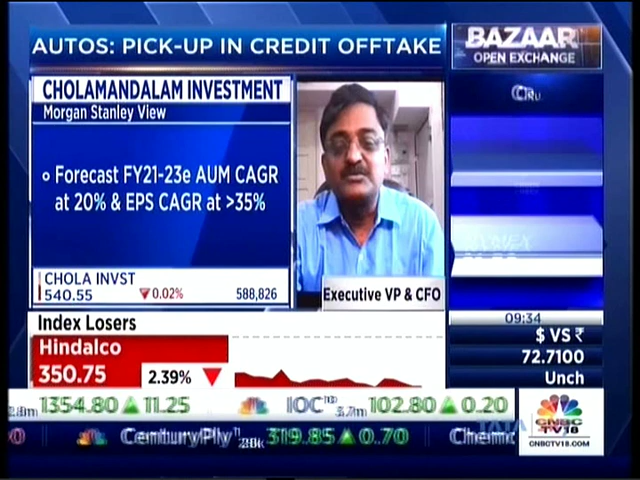 AUTOS: PICK-UP IN CREDIT OFFTAKE
BAZAAR
OPEN EXCHANGE
CHOLAMANDALAM INVESTMENT
Morgan Stanley View
Forecast FY21-23e AUM CAGR
at 20% & EPS CAGR at >35%
CHOLA INVST
540.55 ▼0.02% 588,826
Executive VP & CFO
Index Losers
Hindalco
350.75 2.39% ▼
09:34
$ VS ₹
72.7100
Unch
1354.80 ▲ 11.25 IOC 102.80 ▲ 0.20
CenturyPly 319.85 ▲ 0.70
CNBC
TV18
CNBCTV18.COM
TATA